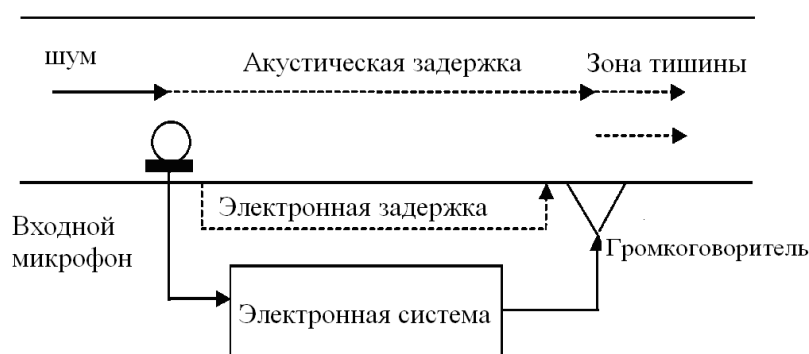 шум
Акустическая задержка
Зона тишины
Электронная задержка
Входной
микрофон
Громкоговоритель
Электронная система